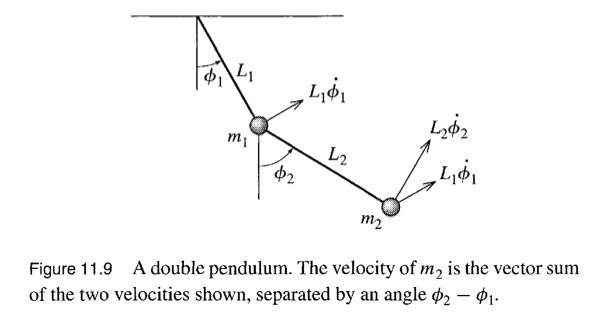 ϕ₁
L₁
L₁ϕ̇₁
m₁
ϕ₂
L₂
L₂ϕ̇₂
L₁ϕ̇₁
m₂
Figure 11.9 A double pendulum. The velocity of m₂ is the vector sum
of the two velocities shown, separated by an angle ϕ₂ − ϕ₁.